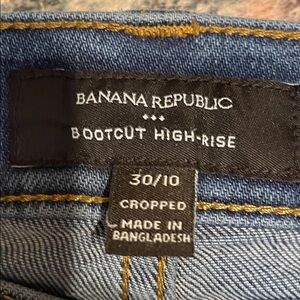 BANANA REPUBLIC
BOOTCUT HIGH-RISE
30/10
CROPPED
MADE IN
BANGLADESH